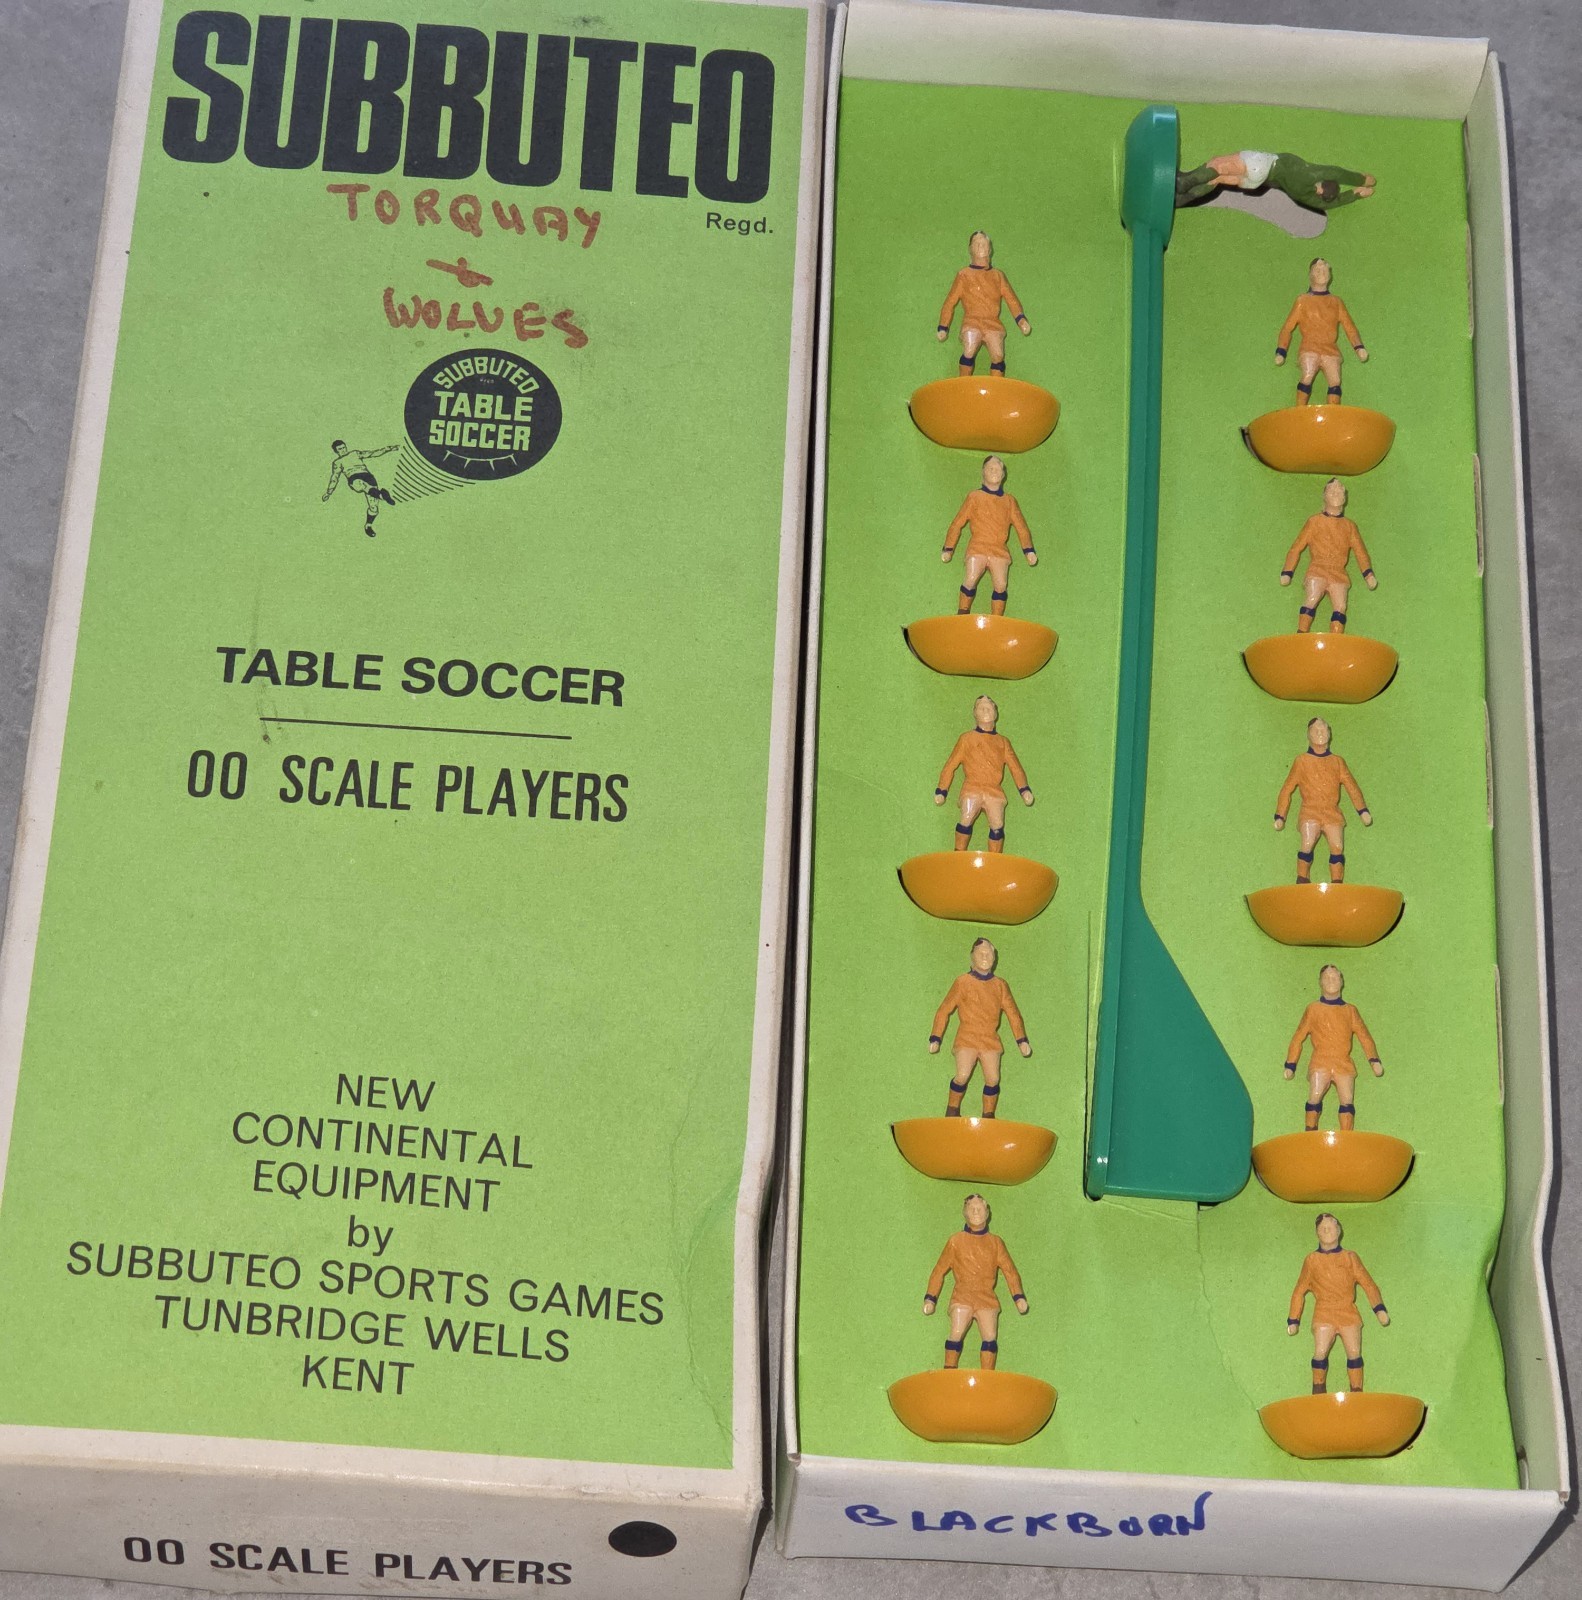 SUBBUTEO
Regd.
TORQUAY
+
WOLVES
SUBBUTEO
TABLE
SOCCER
TABLE SOCCER
00 SCALE PLAYERS
NEW
CONTINENTAL
EQUIPMENT
by
SUBBUTEO SPORTS GAMES
TUNBRIDGE WELLS
KENT
00 SCALE PLAYERS
BLACKBURN